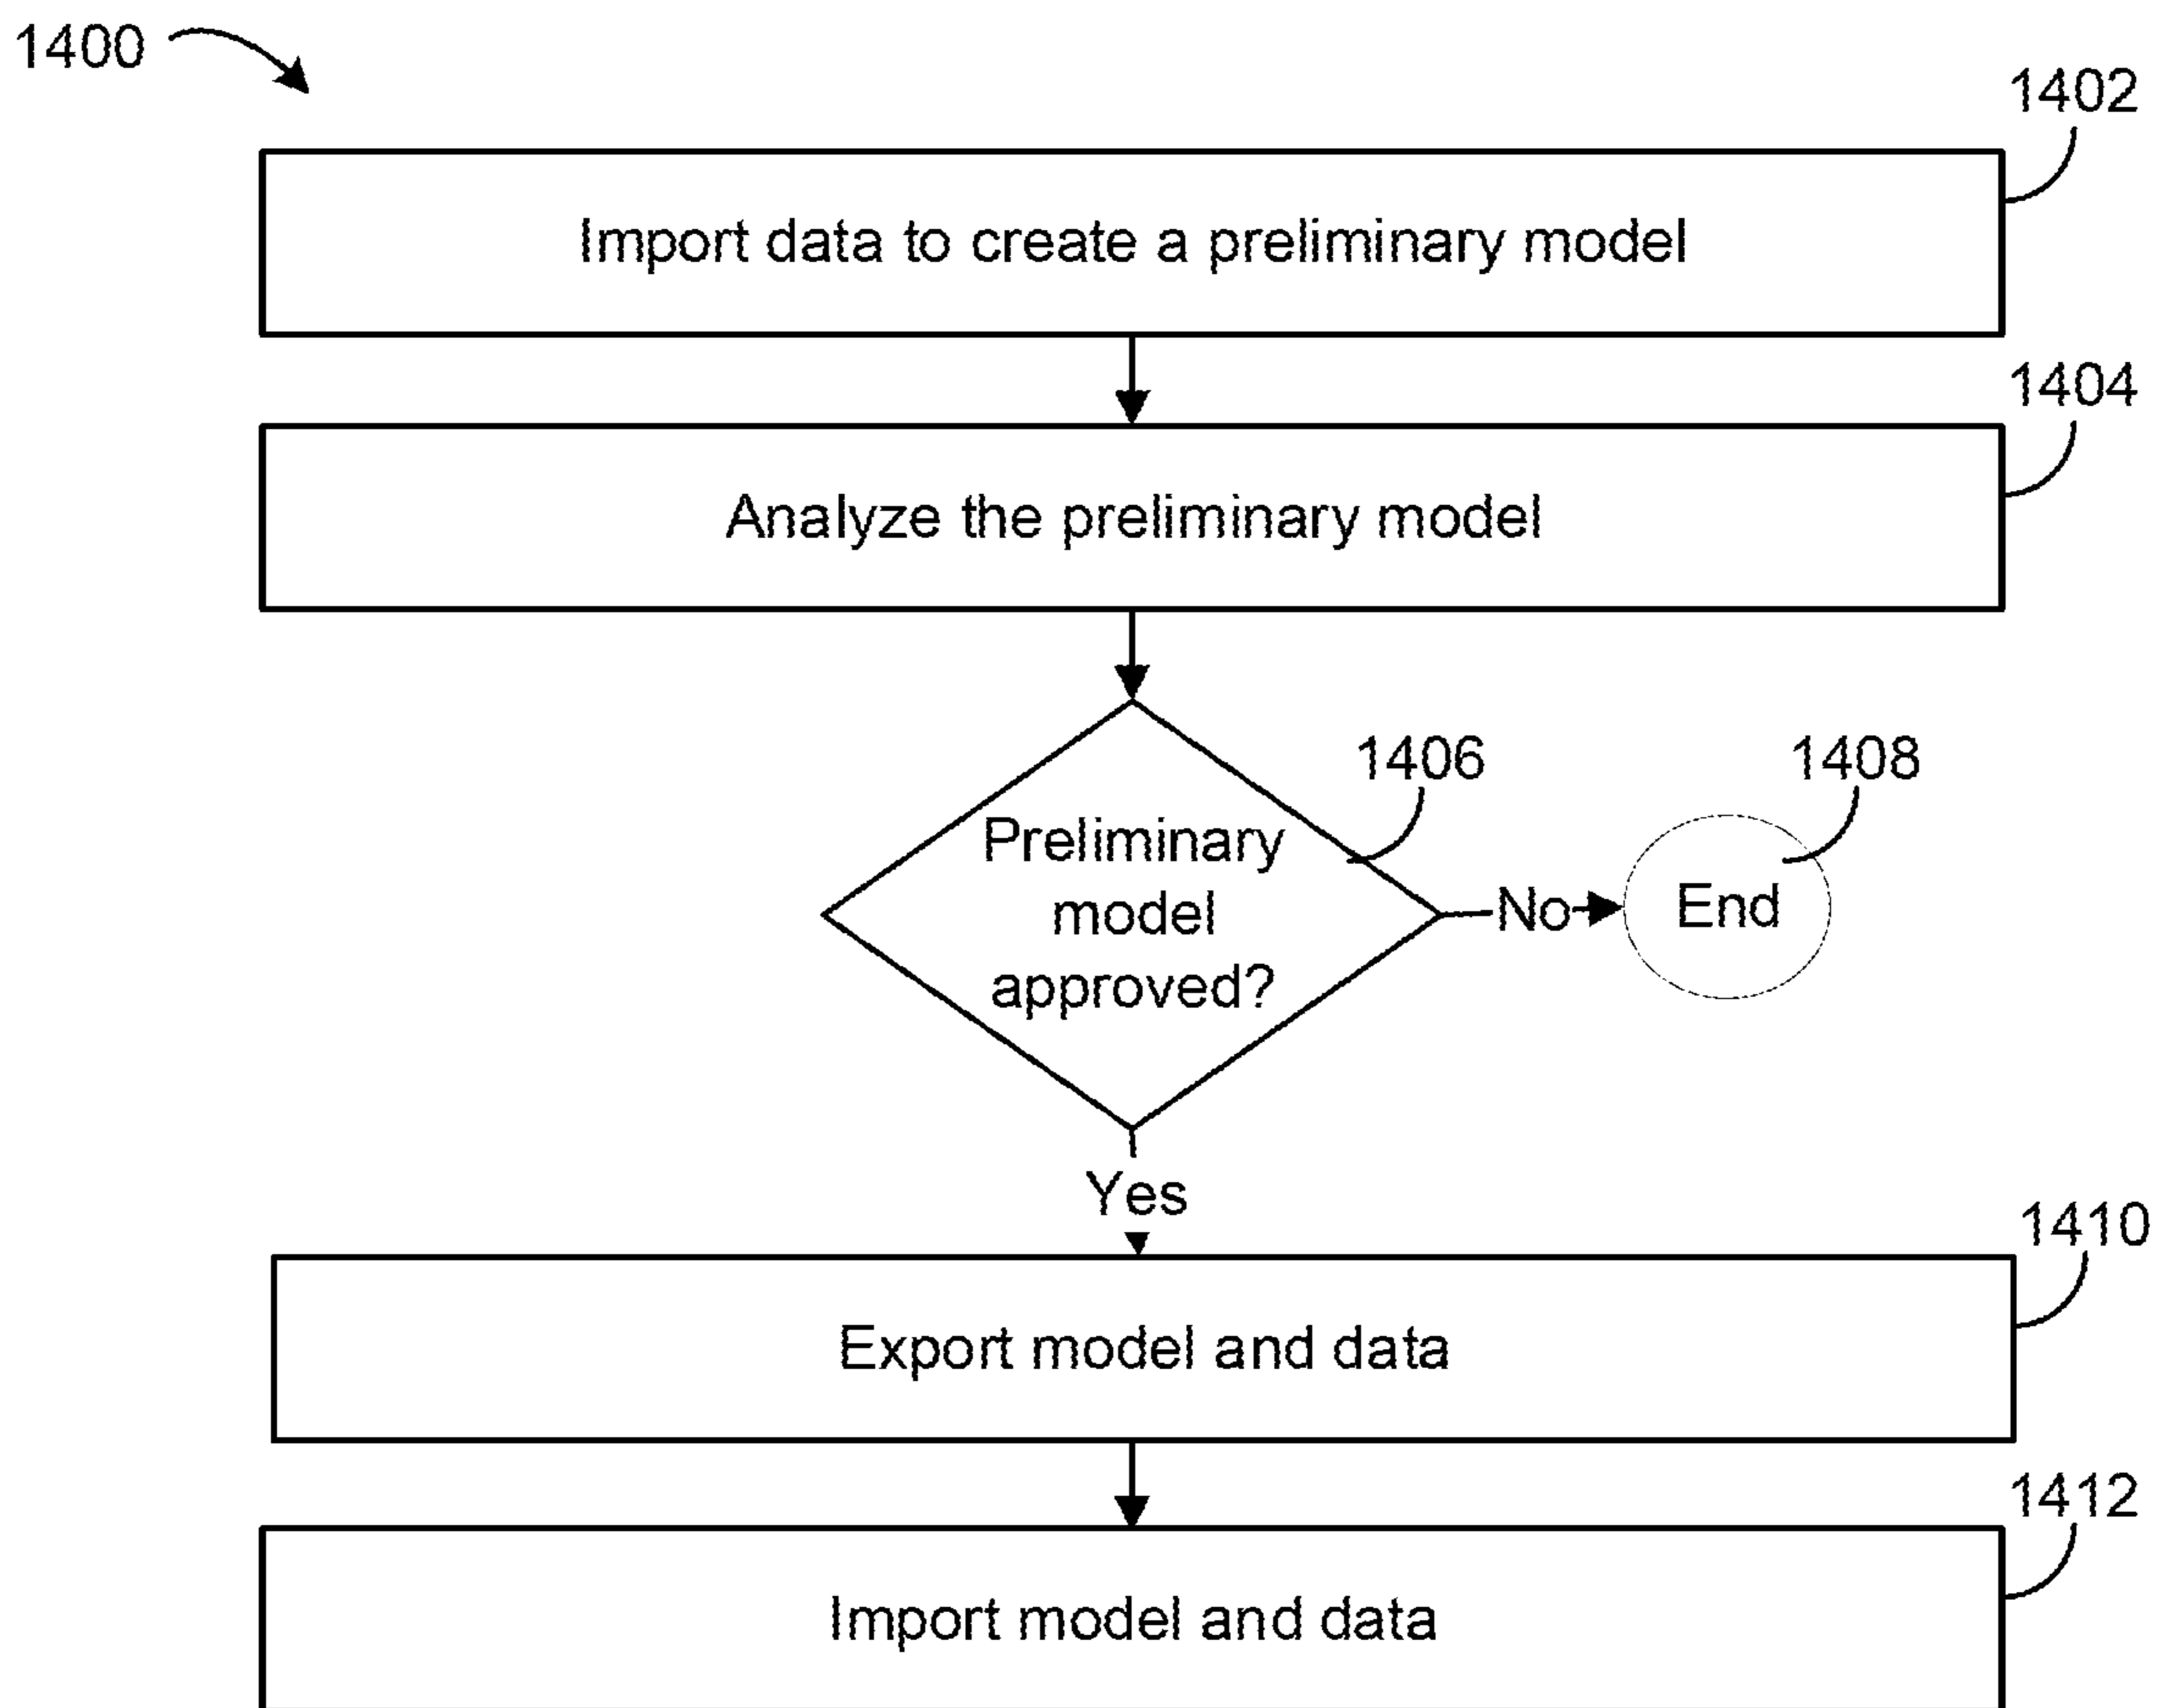 1400
1402
Import data to create a preliminary model
1404
Analyze the preliminary model
1406
1408
Preliminary
model
approved?
No
End
Yes
1410
Export model and data
1412
Import model and data